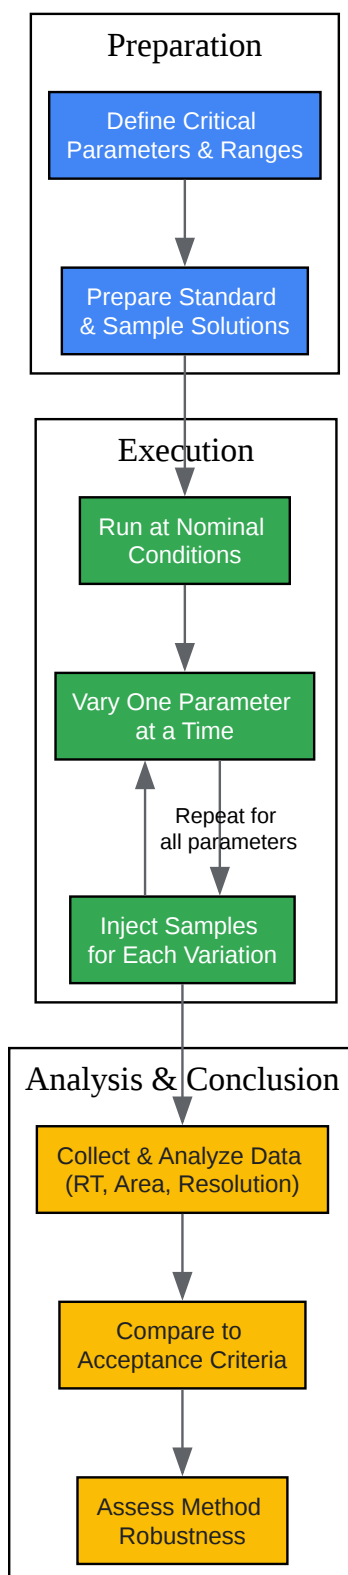 Preparation
Define Critical
Parameters & Ranges
Prepare Standard
& Sample Solutions
Execution
Run at Nominal
Conditions
Vary One Parameter
at a Time
Repeat for
all parameters
Inject Samples
for Each Variation
Analysis & Conclusion
Collect & Analyze Data
(RT, Area, Resolution)
Compare to
Acceptance Criteria
Assess Method
Robustness